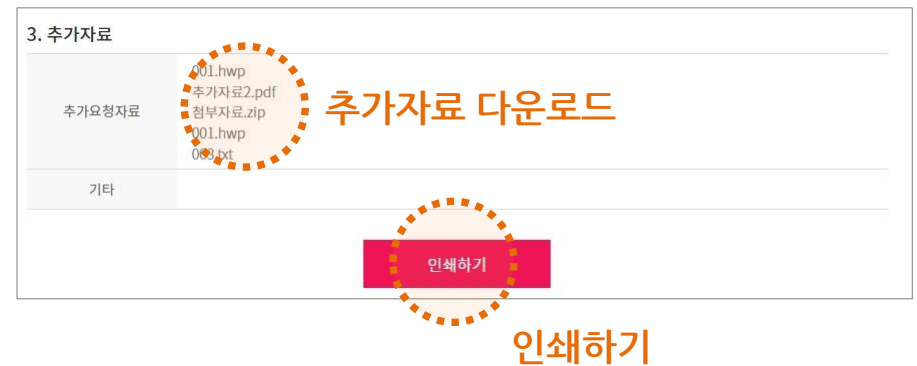 3. 추가자료
추가요청자료
001.hwp
추가자료2.pdf
첨부자료.zip
001.hwp
003.txt
추가자료 다운로드
기타
인쇄하기
인쇄하기